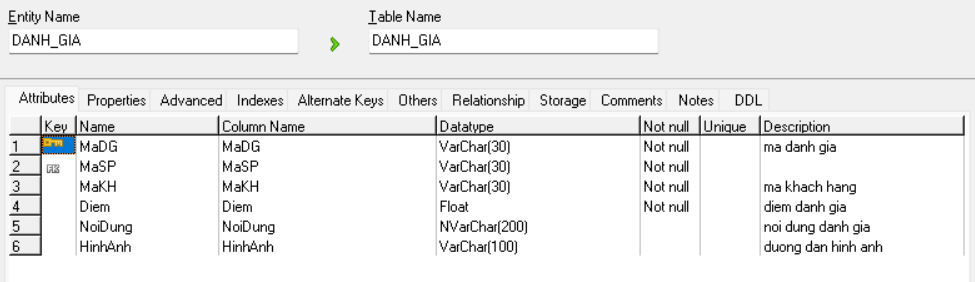 Entity Name Table Name
DANH_GIA DANH_GIA
Attributes Properties Advanced Indexes Alternate Keys Others Relationship Storage Comments Notes DDL
Key Name Column Name Datatype Not null Unique Description
1 MaDG MaDG VarChar(30) Not null ma danh gia
2 FK MaSP MaSP VarChar(30) Not null
3 MaKH MaKH VarChar(30) Not null ma khach hang
4 Diem Diem Float Not null diem danh gia
5 NoiDung NoiDung NVarChar(200) noi dung danh gia
6 HinhAnh HinhAnh VarChar(100) duong dan hinh anh